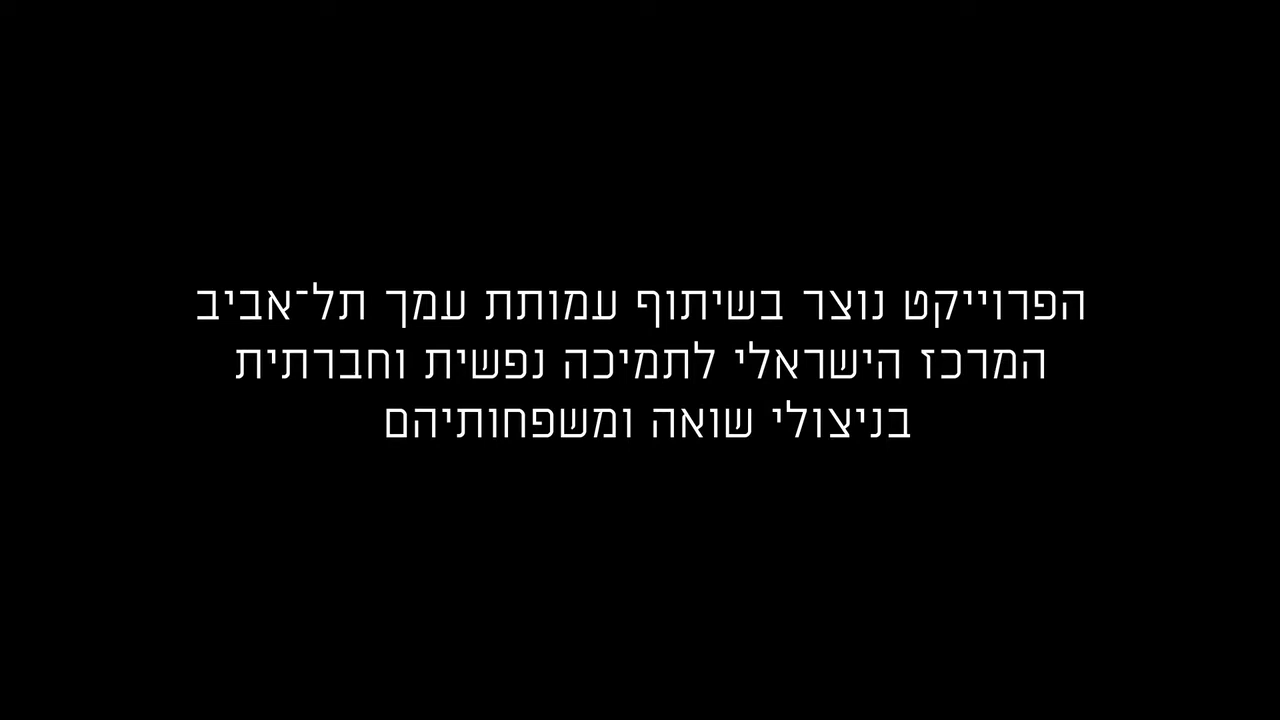 הפרוייקט נוצר בשיתוף עמותת עמך תל־אביב
המרכז הישראלי לתמיכה נפשית וחברתית
בניצולי שואה ומשפחותיהם